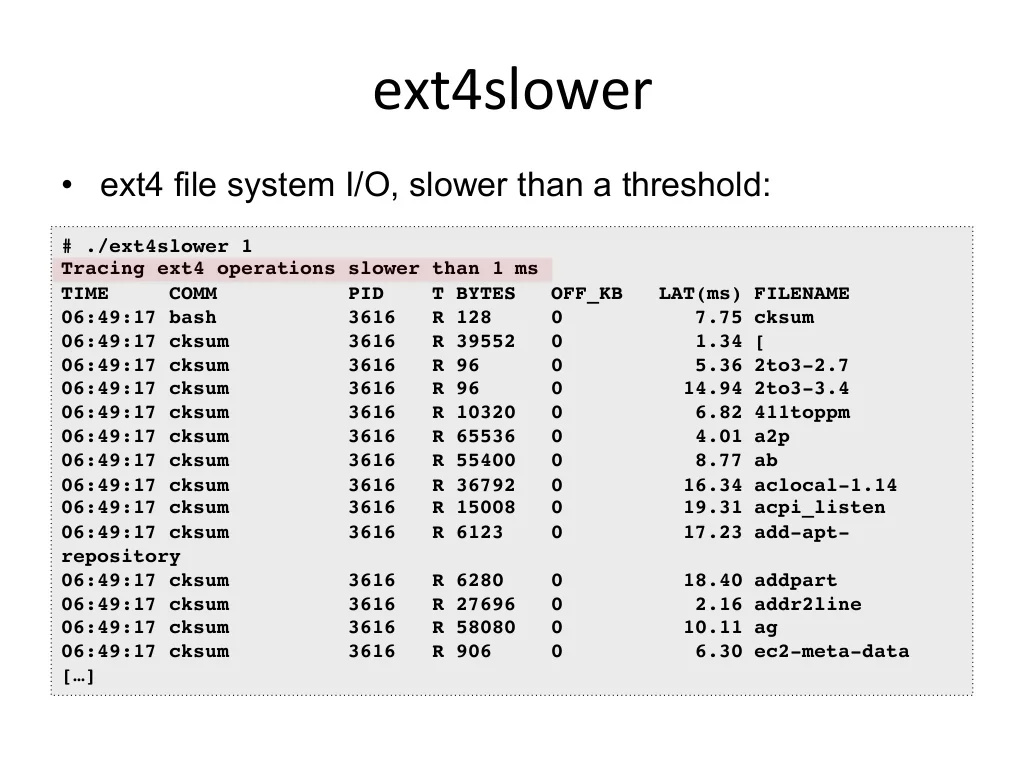 ext4slower
• ext4 file system I/O, slower than a threshold:
# ./ext4slower 1
Tracing ext4 operations slower than 1 ms
TIME     COMM           PID    T BYTES   OFF_KB   LAT(ms) FILENAME
06:49:17 bash           3616   R 128     0           7.75 cksum
06:49:17 cksum          3616   R 39552   0           1.34 [
06:49:17 cksum          3616   R 96      0           5.36 2to3-2.7
06:49:17 cksum          3616   R 96      0          14.94 2to3-3.4
06:49:17 cksum          3616   R 10320   0           6.82 411toppm
06:49:17 cksum          3616   R 65536   0           4.01 a2p
06:49:17 cksum          3616   R 55400   0           8.77 ab
06:49:17 cksum          3616   R 36792   0          16.34 aclocal-1.14
06:49:17 cksum          3616   R 15008   0          19.31 acpi_listen
06:49:17 cksum          3616   R 6123    0          17.23 add-apt-
repository
06:49:17 cksum          3616   R 6280    0          18.40 addpart
06:49:17 cksum          3616   R 27696   0           2.16 addr2line
06:49:17 cksum          3616   R 58080   0          10.11 ag
06:49:17 cksum          3616   R 906     0           6.30 ec2-meta-data
[…]